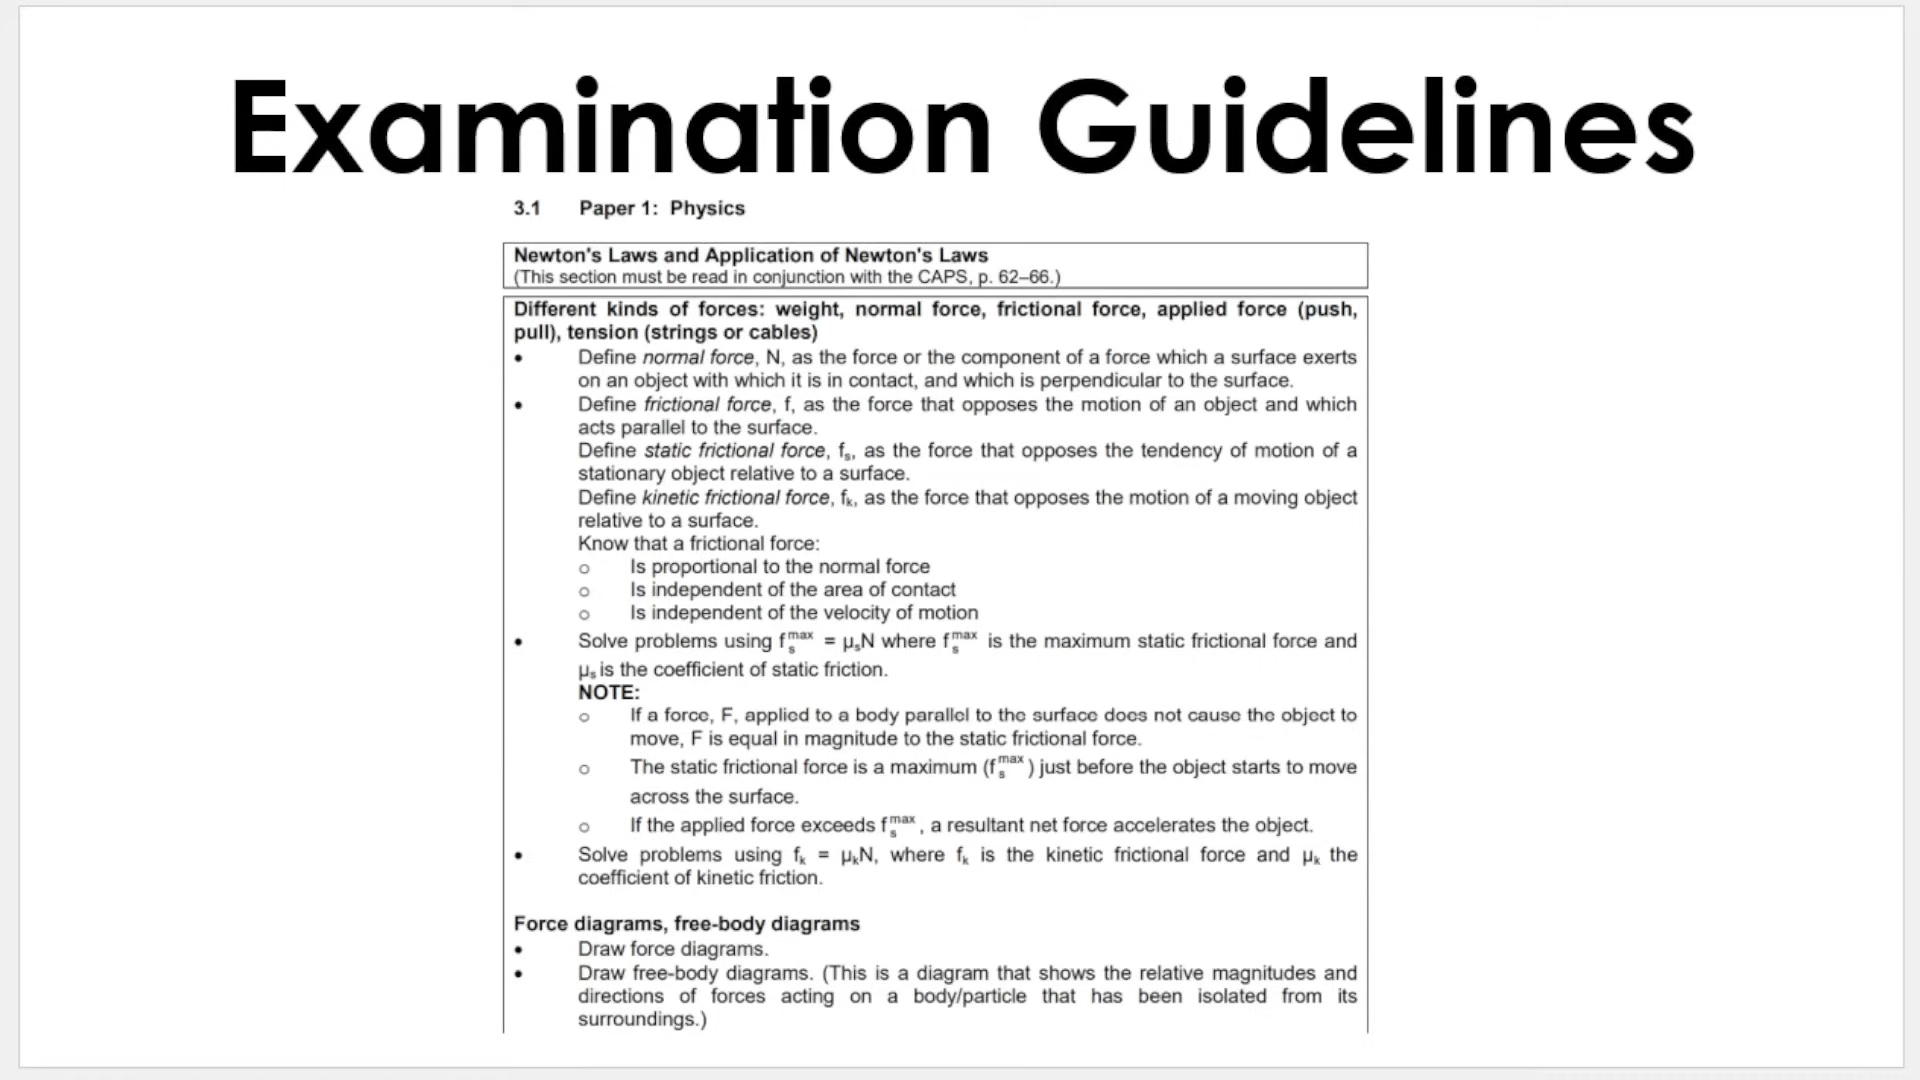 Examination Guidelines
3.1 Paper 1: Physics
Newton's Laws and Application of Newton's Laws
(This section must be read in conjunction with the CAPS, p. 62–66.)
Different kinds of forces: weight, normal force, frictional force, applied force (push,
pull), tension (strings or cables)
• Define normal force, N, as the force or the component of a force which a surface exerts
on an object with which it is in contact, and which is perpendicular to the surface.
• Define frictional force, f, as the force that opposes the motion of an object and which
acts parallel to the surface.
Define static frictional force, fₛ, as the force that opposes the tendency of motion of a
stationary object relative to a surface.
Define kinetic frictional force, fₖ, as the force that opposes the motion of a moving object
relative to a surface.
Know that a frictional force:
o Is proportional to the normal force
o Is independent of the area of contact
o Is independent of the velocity of motion
• Solve problems using fₛᵐᵃˣ = μₛN where fₛᵐᵃˣ is the maximum static frictional force and
μₛ is the coefficient of static friction.
NOTE:
o If a force, F, applied to a body parallel to the surface does not cause the object to
move, F is equal in magnitude to the static frictional force.
o The static frictional force is a maximum (fₛᵐᵃˣ) just before the object starts to move
across the surface.
o If the applied force exceeds fₛᵐᵃˣ, a resultant net force accelerates the object.
• Solve problems using fₖ = μₖN, where fₖ is the kinetic frictional force and μₖ the
coefficient of kinetic friction.
Force diagrams, free-body diagrams
• Draw force diagrams.
• Draw free-body diagrams. (This is a diagram that shows the relative magnitudes and
directions of forces acting on a body/particle that has been isolated from its
surroundings.)